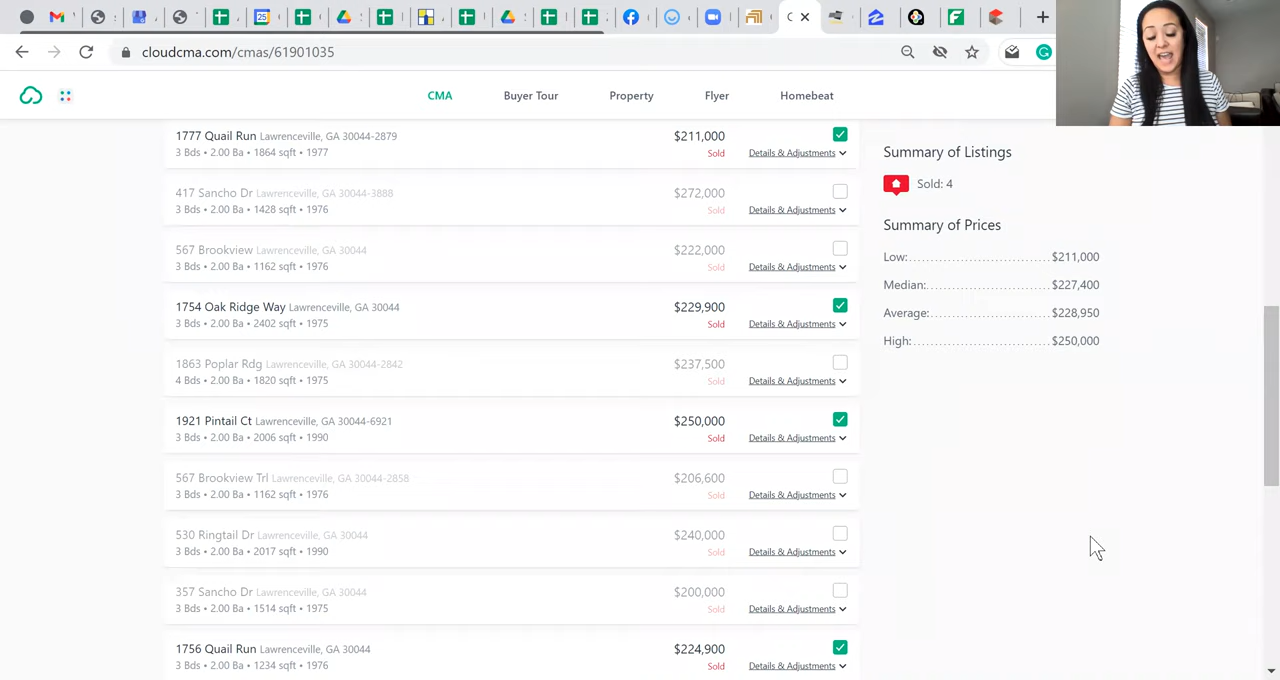 cloudcma.com/cmas/61901035
CMA
Buyer Tour
Property
Flyer
Homebeat
1777 Quail Run Lawrenceville, GA 30044-2879
$211,000
3 Bds • 2.00 Ba • 1864 sqft • 1977
Sold
Details & Adjustments
417 Sancho Dr Lawrenceville, GA 30044-3888
$272,000
3 Bds • 2.00 Ba • 1428 sqft • 1976
Sold
Details & Adjustments
567 Brookview Lawrenceville, GA 30044
$222,000
3 Bds • 2.00 Ba • 1162 sqft • 1976
Sold
Details & Adjustments
1754 Oak Ridge Way Lawrenceville, GA 30044
$229,900
3 Bds • 2.00 Ba • 2402 sqft • 1975
Sold
Details & Adjustments
1863 Poplar Rdg Lawrenceville, GA 30044-2842
$237,500
4 Bds • 2.00 Ba • 1820 sqft • 1975
Sold
Details & Adjustments
1921 Pintail Ct Lawrenceville, GA 30044-6921
$250,000
3 Bds • 2.00 Ba • 2006 sqft • 1990
Sold
Details & Adjustments
567 Brookview Trl Lawrenceville, GA 30044-2858
$206,600
3 Bds • 2.00 Ba • 1162 sqft • 1976
Sold
Details & Adjustments
530 Ringtail Dr Lawrenceville, GA 30044
$240,000
3 Bds • 2.00 Ba • 2017 sqft • 1990
Sold
Details & Adjustments
357 Sancho Dr Lawrenceville, GA 30044
$200,000
3 Bds • 2.00 Ba • 1514 sqft • 1975
Sold
Details & Adjustments
1756 Quail Run Lawrenceville, GA 30044
$224,900
3 Bds • 2.00 Ba • 1234 sqft • 1976
Sold
Details & Adjustments
Summary of Listings
Sold: 4
Summary of Prices
Low: $211,000
Median: $227,400
Average: $228,950
High: $250,000